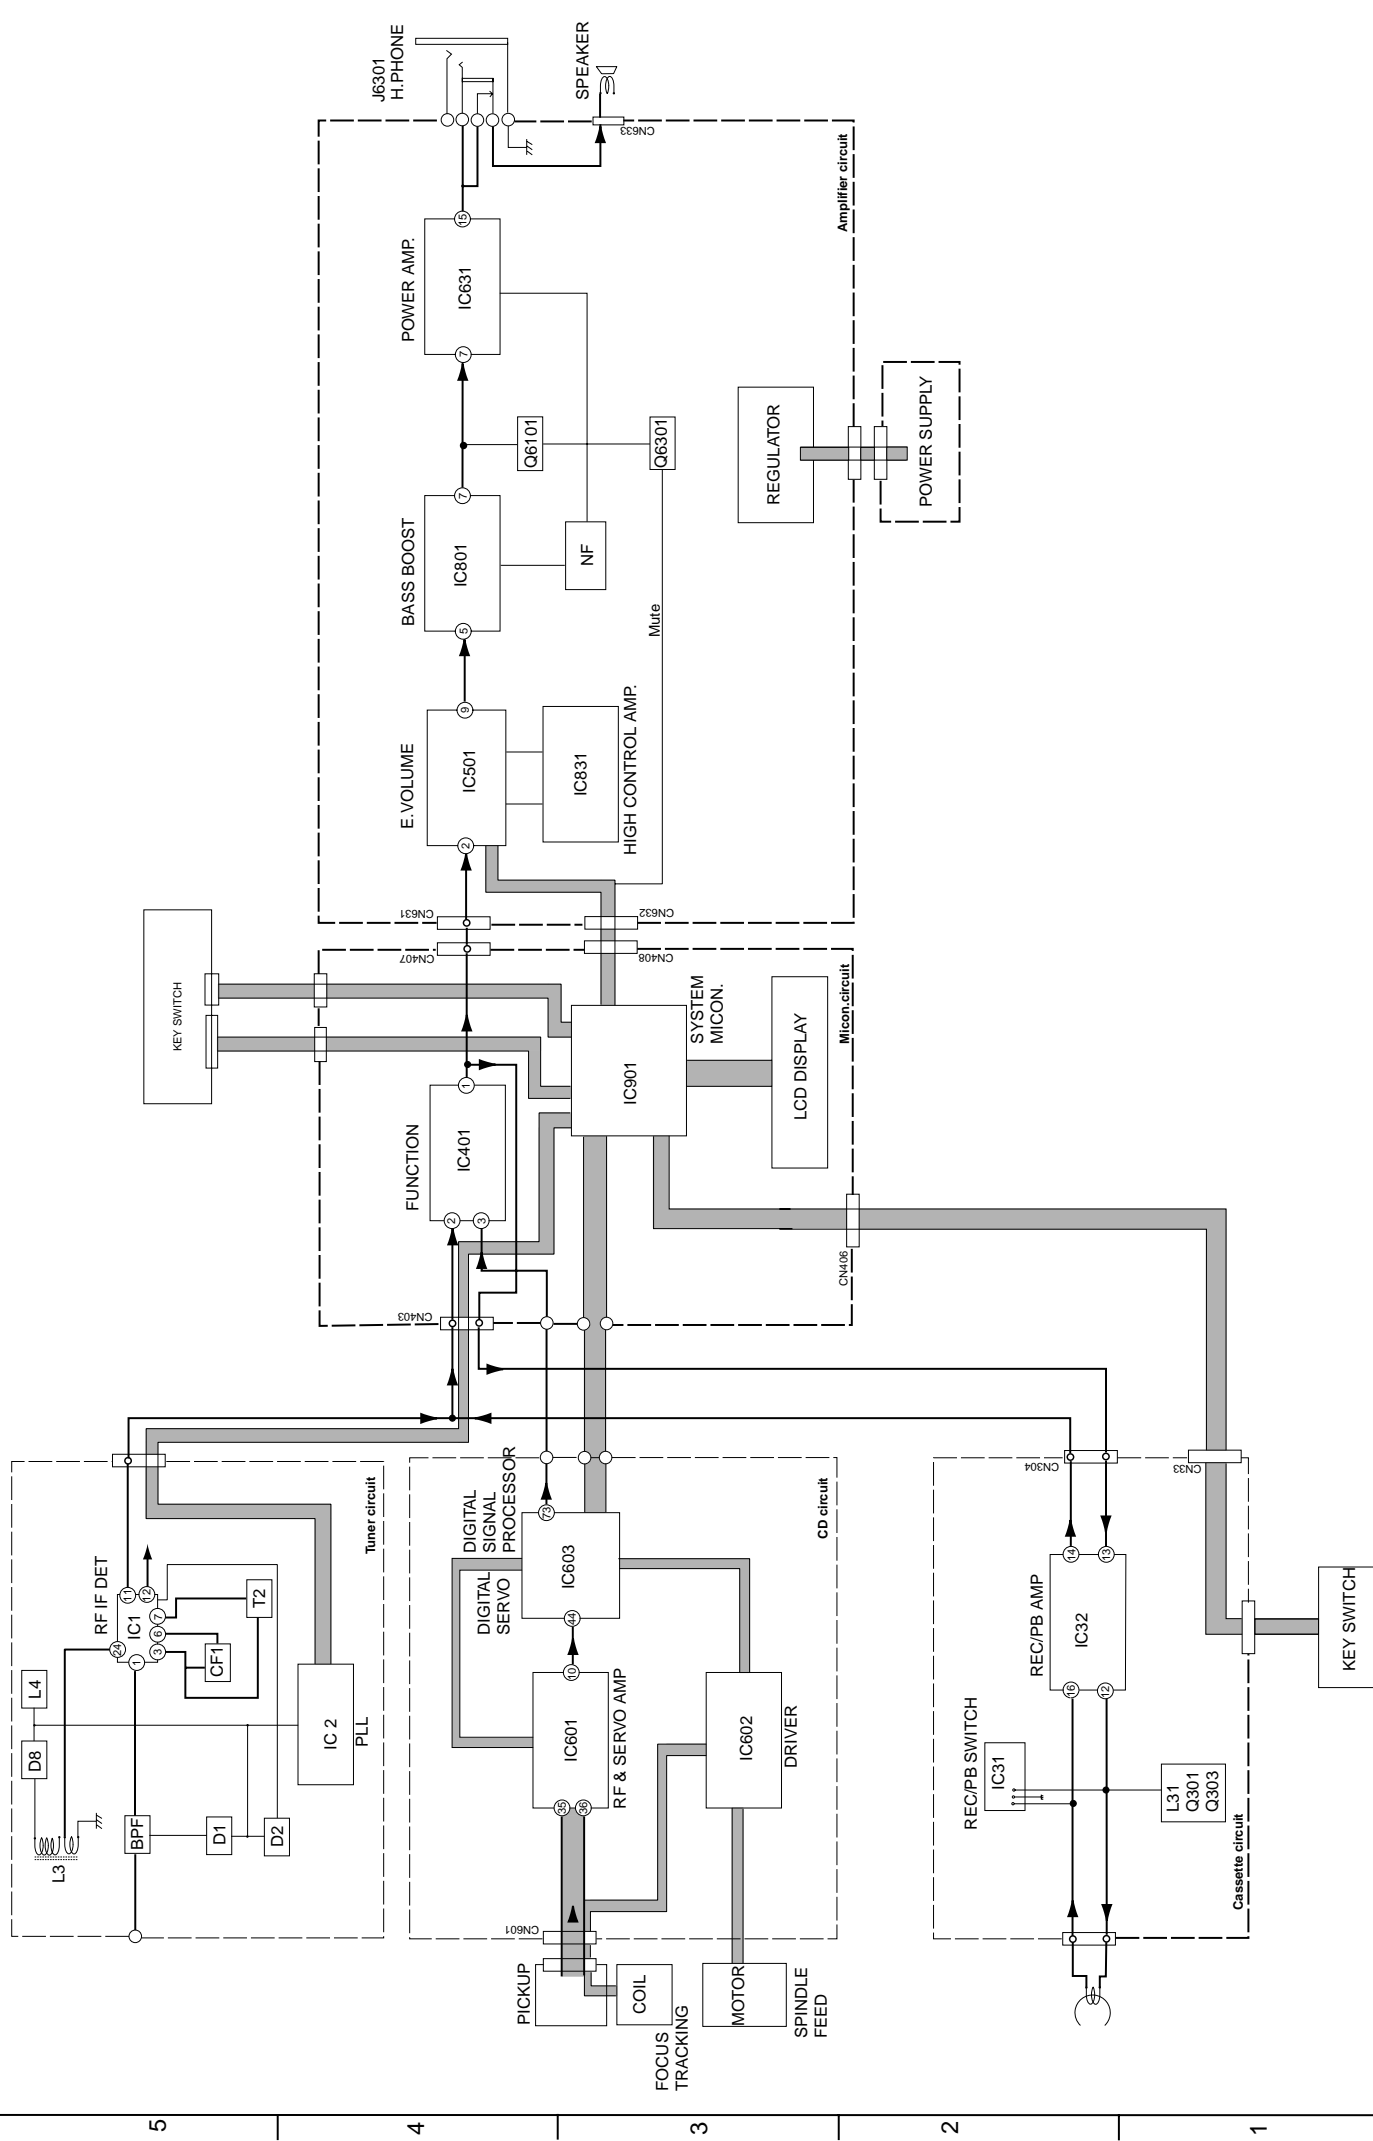 J6301
H.PHONE
SPEAKER
CN633
Amplifier circuit
15
POWER AMP.
IC631
7
Q6101
Q6301
REGULATOR
POWER SUPPLY
7
BASS BOOST
IC801
NF
5
Mute
9
E.VOLUME
IC501
IC831
HIGH CONTROL AMP.
2
CN631
CN632
CN407
CN408
KEY SWITCH
SYSTEM
MICON.
Micon.circuit
IC901
LCD DISPLAY
1
FUNCTION
IC401
2
3
CN403
CN406
Tuner circuit
RF IF DET
11
12
IC1
24
7
6
3
1
T2
CF1
L4
D8
IC 2
PLL
L3
BPF
D1
D2
CD circuit
DIGITAL
SIGNAL
PROCESSOR
73
IC603
DIGITAL
SERVO
44
10
IC601
RF & SERVO AMP
35
36
IC602
DRIVER
CN601
PICKUP
COIL
FOCUS
TRACKING
MOTOR
SPINDLE
FEED
CN304
CN33
14
13
REC/PB AMP
IC32
16
12
REC/PB SWITCH
IC31
L31
Q301
Q303
Cassette circuit
KEY SWITCH
5
4
3
2
1